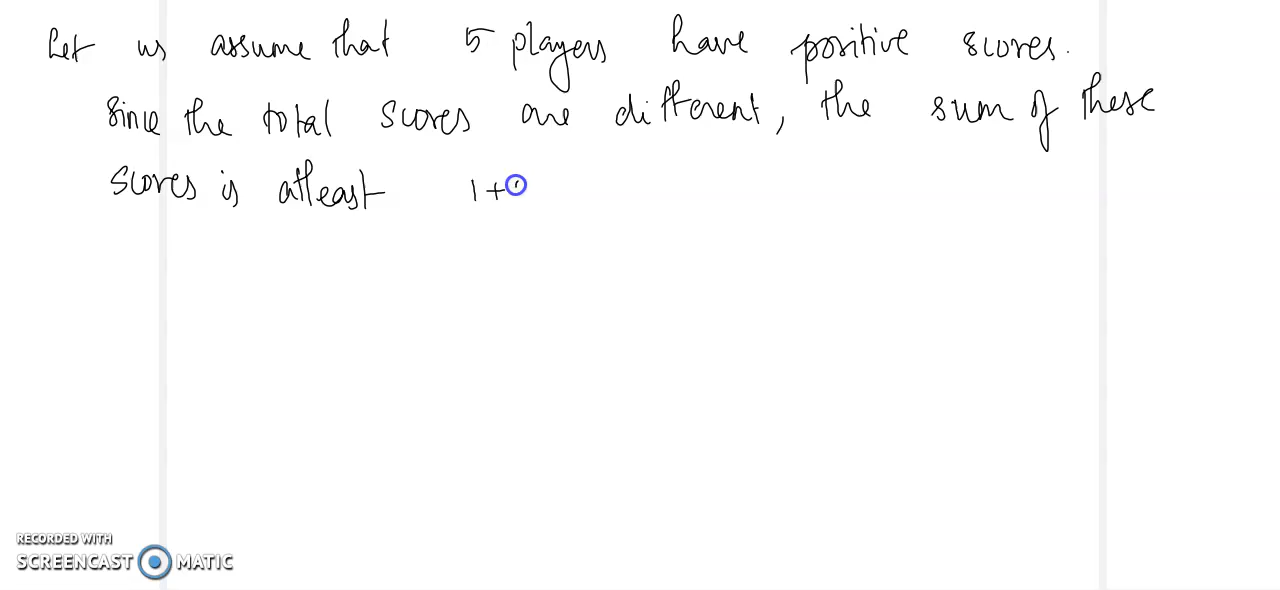 Let us assume that 5 players have positive scores.
Since the total scores are different, the sum of these
scores is atleast 1+
RECORDED WITH
SCREENCAST MATIC